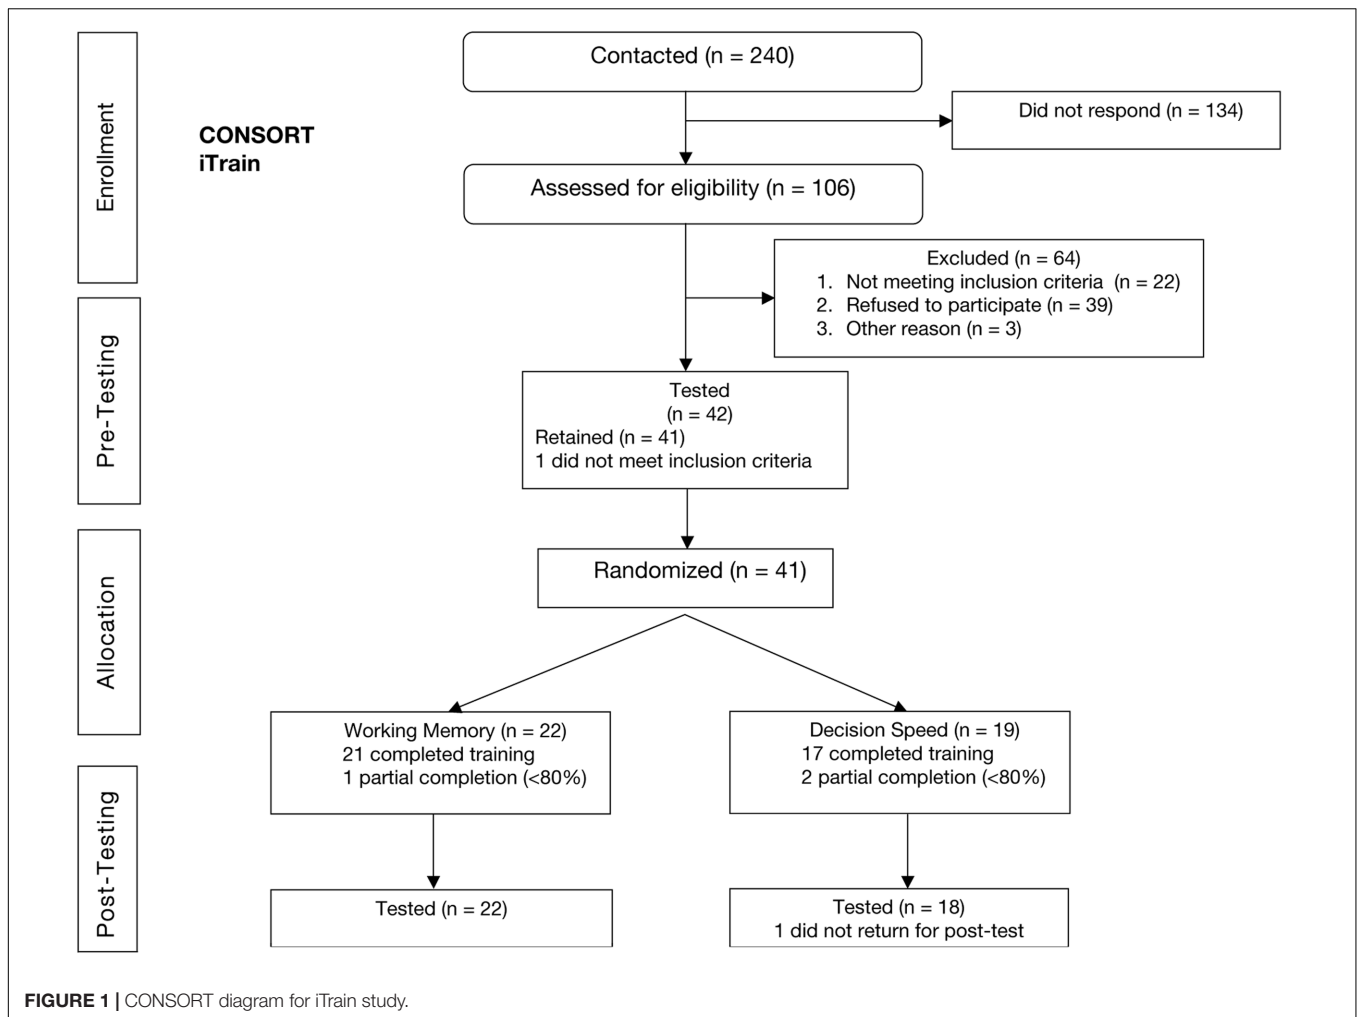 Contacted (n = 240)
Did not respond (n = 134)
Enrollment
CONSORT
iTrain
Assessed for eligibility (n = 106)
Excluded (n = 64)
1. Not meeting inclusion criteria (n = 22)
2. Refused to participate (n = 39)
3. Other reason (n = 3)
Pre-Testing
Tested
(n = 42)
Retained (n = 41)
1 did not meet inclusion criteria
Allocation
Randomized (n = 41)
Working Memory (n = 22)
21 completed training
1 partial completion (<80%)
Decision Speed (n = 19)
17 completed training
2 partial completion (<80%)
Post-Testing
Tested (n = 22)
Tested (n = 18)
1 did not return for post-test
FIGURE 1 | CONSORT diagram for iTrain study.